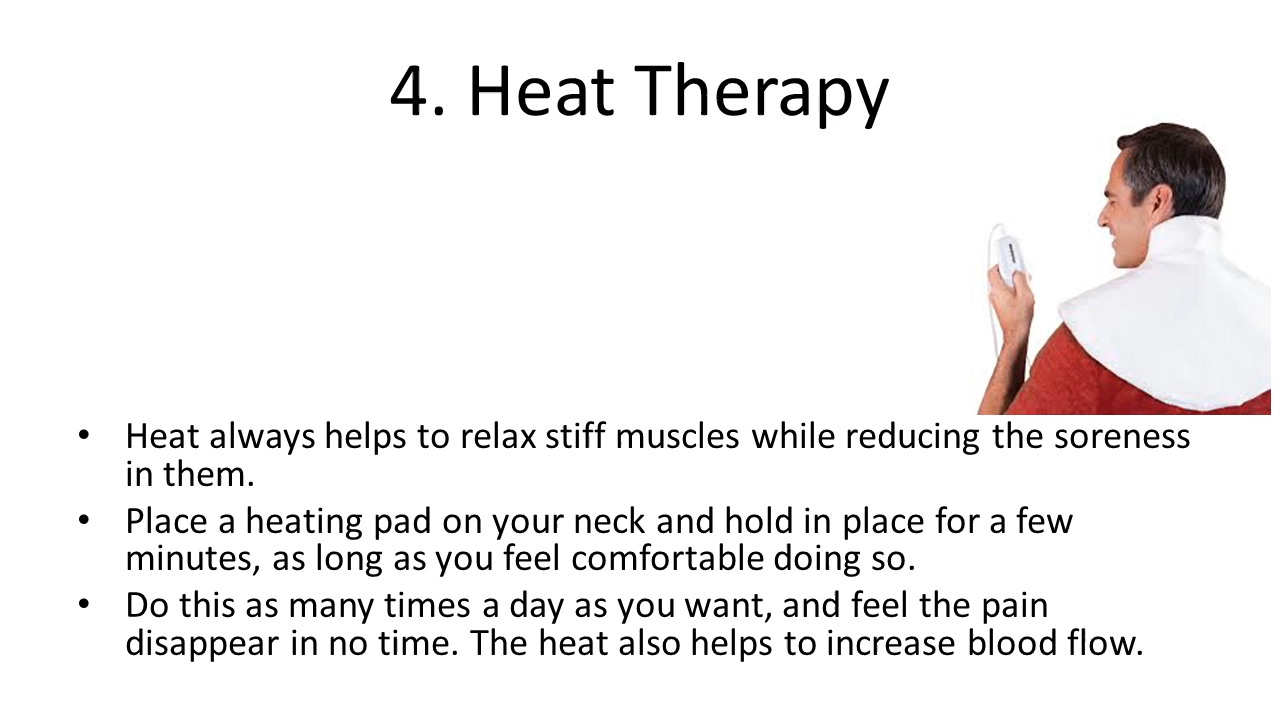 4. Heat Therapy
• Heat always helps to relax stiff muscles while reducing the soreness
in them.
• Place a heating pad on your neck and hold in place for a few
minutes, as long as you feel comfortable doing so.
• Do this as many times a day as you want, and feel the pain
disappear in no time. The heat also helps to increase blood flow.